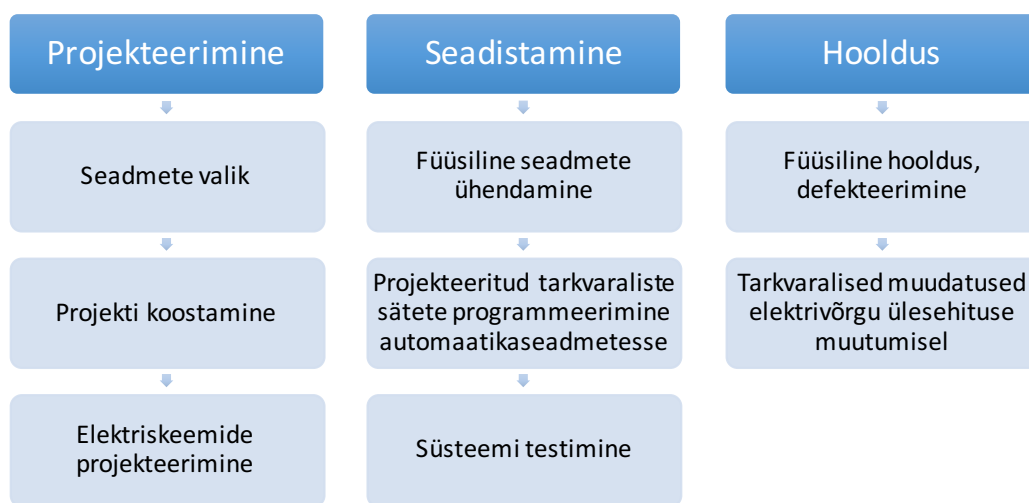 Projekteerimine
Seadmete valik
Projekti koostamine
Elektriskeemide
projekteerimine
Seadistamine
Füüsiline seadmete
ühendamine
Projekteeritud tarkvaraliste
sätete programmeerimine
automaatikaseadmetesse
Süsteemi testimine
Hooldus
Füüsiline hooldus,
defekteerimine
Tarkvaralised muudatused
elektrivõrgu ülesehituse
muutumisel